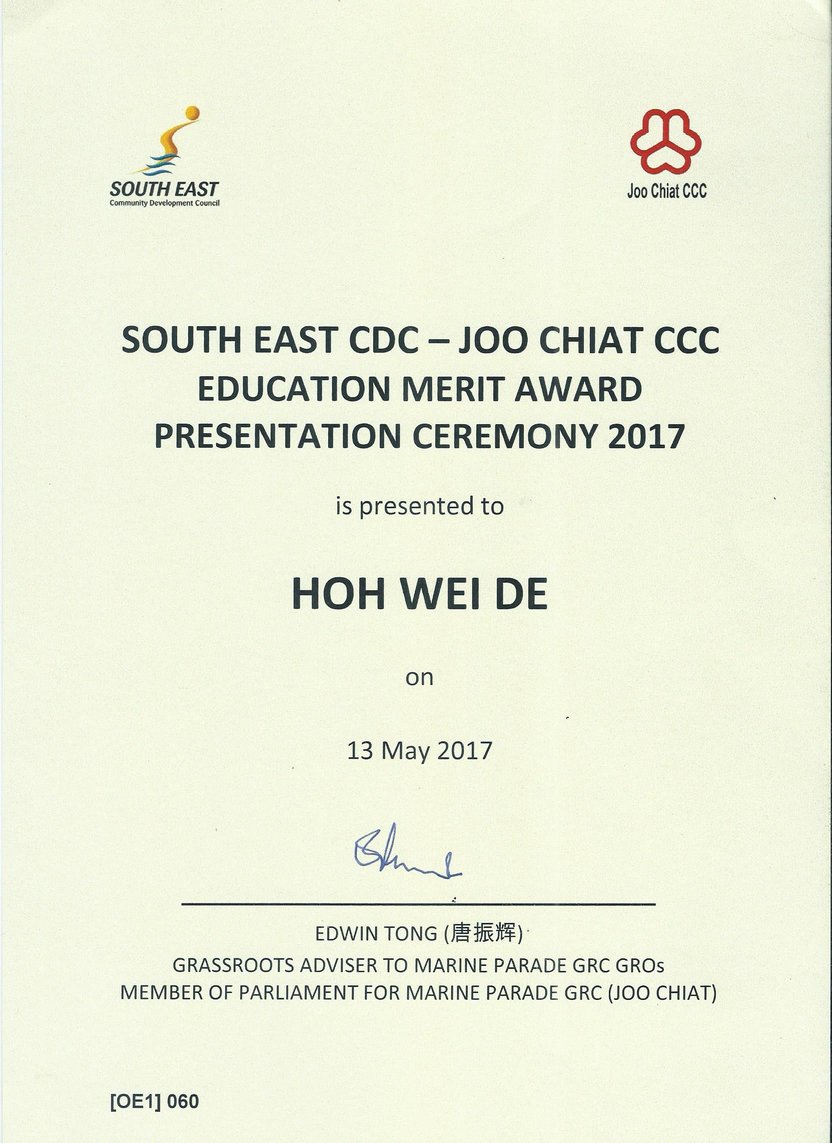 SOUTH EAST
Community Development Council
Joo Chiat CCC
SOUTH EAST CDC – JOO CHIAT CCC
EDUCATION MERIT AWARD
PRESENTATION CEREMONY 2017
is presented to
HOH WEI DE
on
13 May 2017
EDWIN TONG (唐振辉)
GRASSROOTS ADVISER TO MARINE PARADE GRC GROs
MEMBER OF PARLIAMENT FOR MARINE PARADE GRC (JOO CHIAT)
[OE1] 060